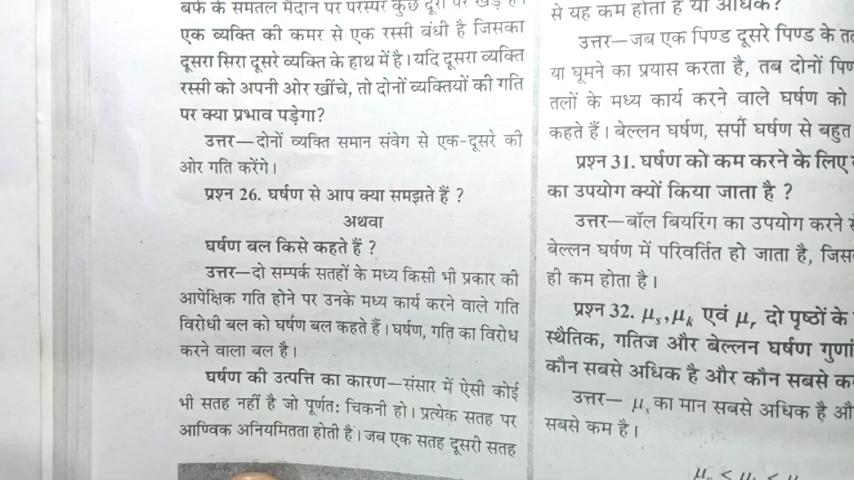 बर्फ के समतल मैदान पर परस्पर कुछ दूरी पर खड़े हैं।
एक व्यक्ति की कमर से एक रस्सी बंधी है जिसका
दूसरा सिरा दूसरे व्यक्ति के हाथ में है। यदि दूसरा व्यक्ति
रस्सी को अपनी ओर खींचे, तो दोनों व्यक्तियों की गति
पर क्या प्रभाव पड़ेगा?
उत्तर—दोनों व्यक्ति समान संवेग से एक-दूसरे की
ओर गति करेंगे।
प्रश्न 26. घर्षण से आप क्या समझते हैं ?
अथवा
घर्षण बल किसे कहते हैं ?
उत्तर—दो सम्पर्क सतहों के मध्य किसी भी प्रकार की
आपेक्षिक गति होने पर उनके मध्य कार्य करने वाले गति
विरोधी बल को घर्षण बल कहते हैं। घर्षण, गति का विरोध
करने वाला बल है।
घर्षण की उत्पत्ति का कारण—संसार में ऐसी कोई
भी सतह नहीं है जो पूर्णत: चिकनी हो। प्रत्येक सतह पर
आण्विक अनियमितता होती है। जब एक सतह दूसरी सतह
से यह कम होता है या अधिक?
उत्तर—जब एक पिण्ड दूसरे पिण्ड के
या घूमने का प्रयास करता है, तब दोनों
तलों के मध्य कार्य करने वाले घर्षण को
कहते हैं। बेल्लन घर्षण, सर्पी घर्षण से बहुत
प्रश्न 31. घर्षण को कम करने के लिए
का उपयोग क्यों किया जाता है ?
उत्तर—बॉल बियरिंग का उपयोग करने
बेल्लन घर्षण में परिवर्तित हो जाता है,
ही कम होता है।
प्रश्न 32. μₛ, μₖ एवं μᵣ दो पृष्ठों के
स्थैतिक, गतिज और बेल्लन घर्षण
कौन सबसे अधिक है और कौन सबसे
उत्तर— μₛ का मान सबसे अधिक है
सबसे कम है।